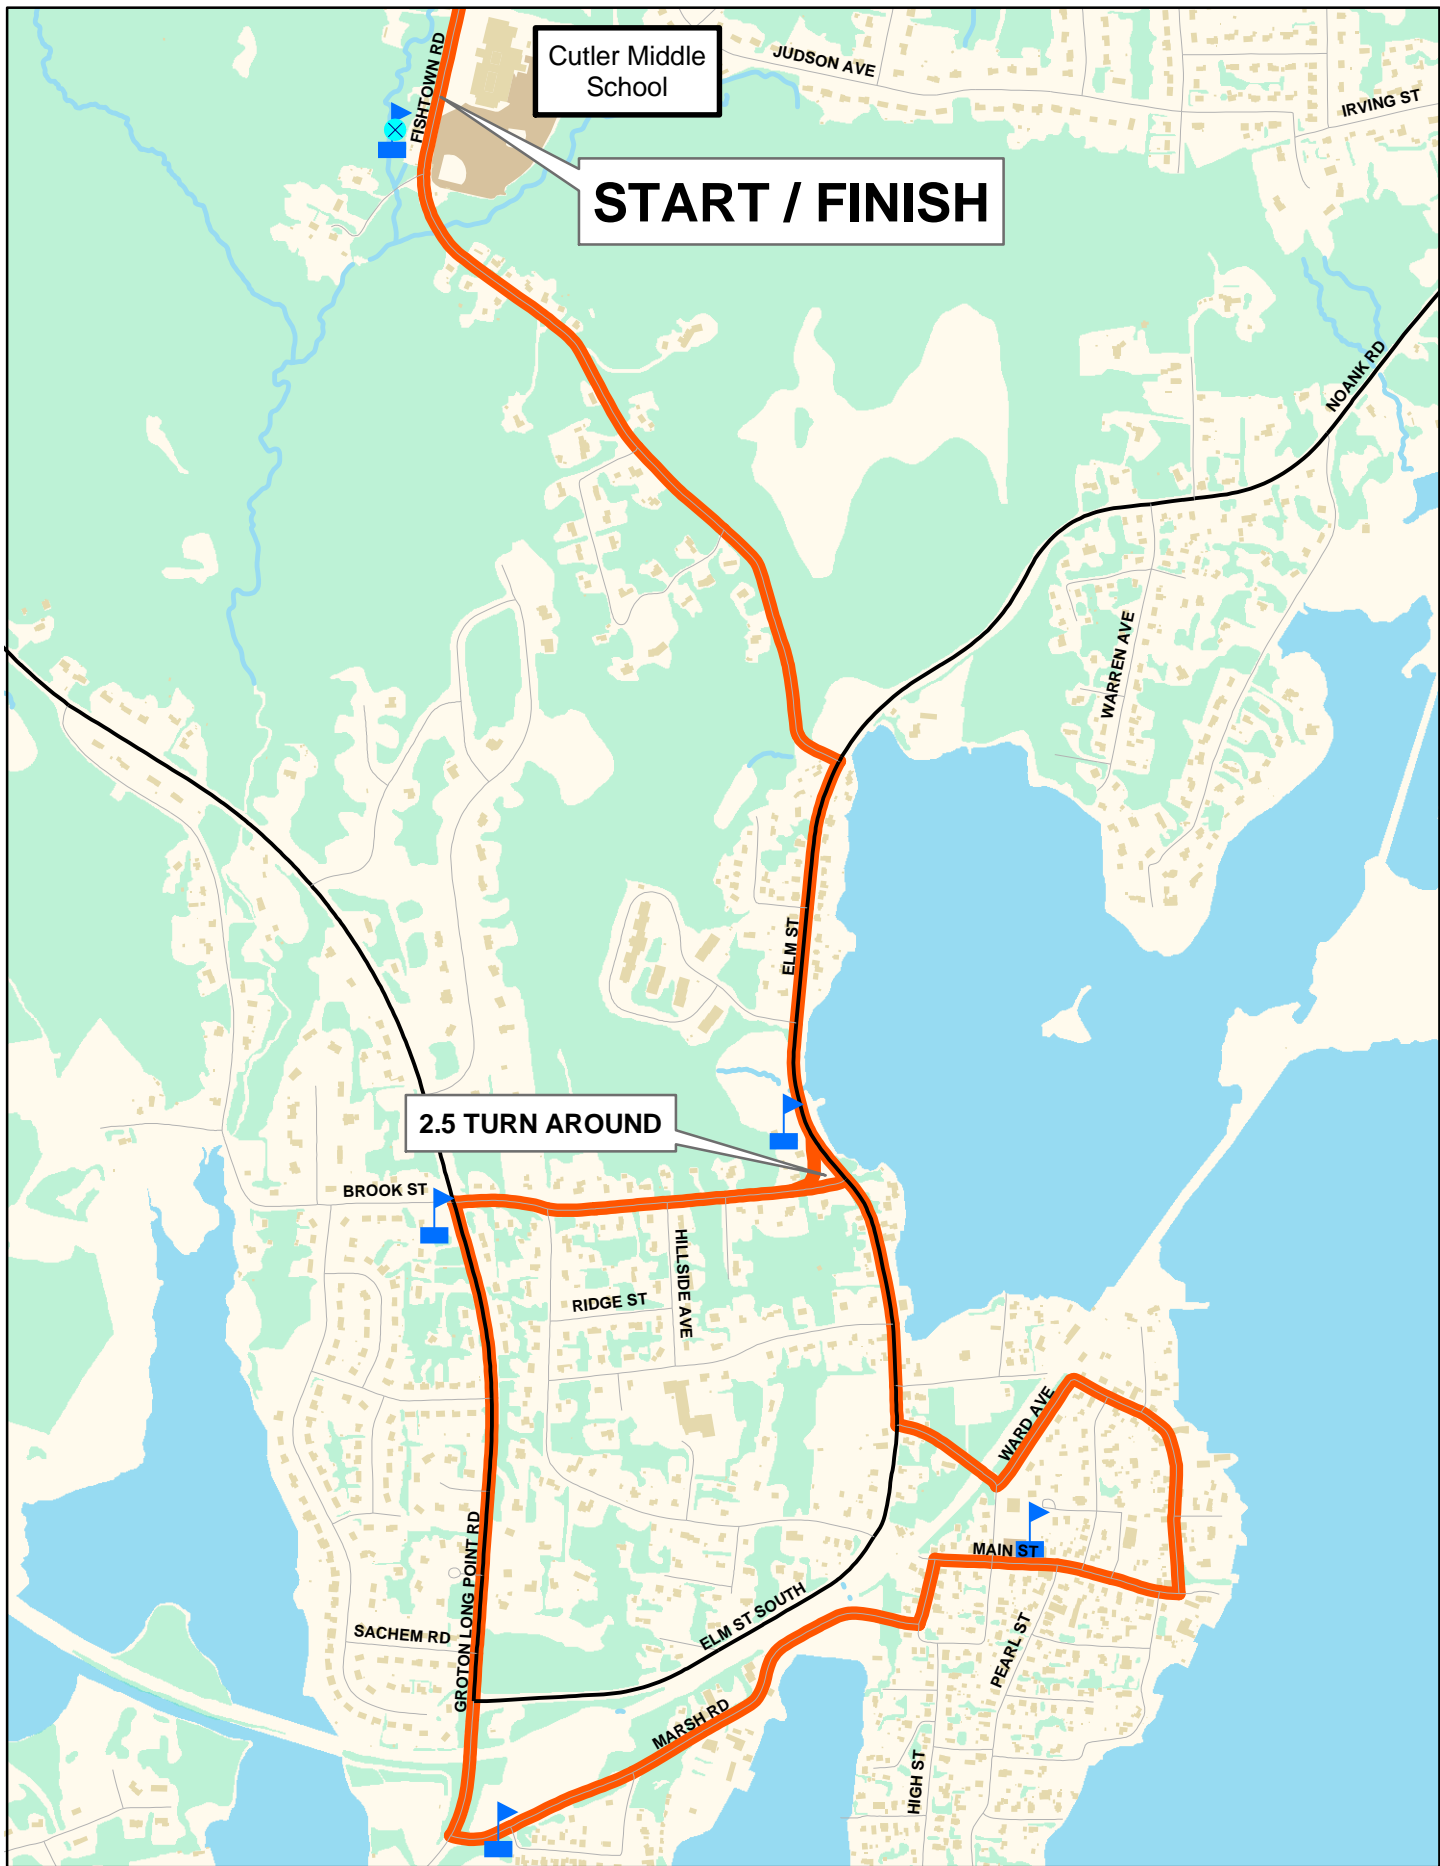 Cutler Middle
School
JUDSON AVE
IRVING ST
FISHTOWN RD
START / FINISH
NOANK RD
WARREN AVE
ELM ST
2.5 TURN AROUND
BROOK ST
HILLSIDE AVE
RIDGE ST
WARD AVE
MAIN ST
GROTON LONG POINT RD
ELM ST SOUTH
SACHEM RD
PEARL ST
MARSH RD
HIGH ST